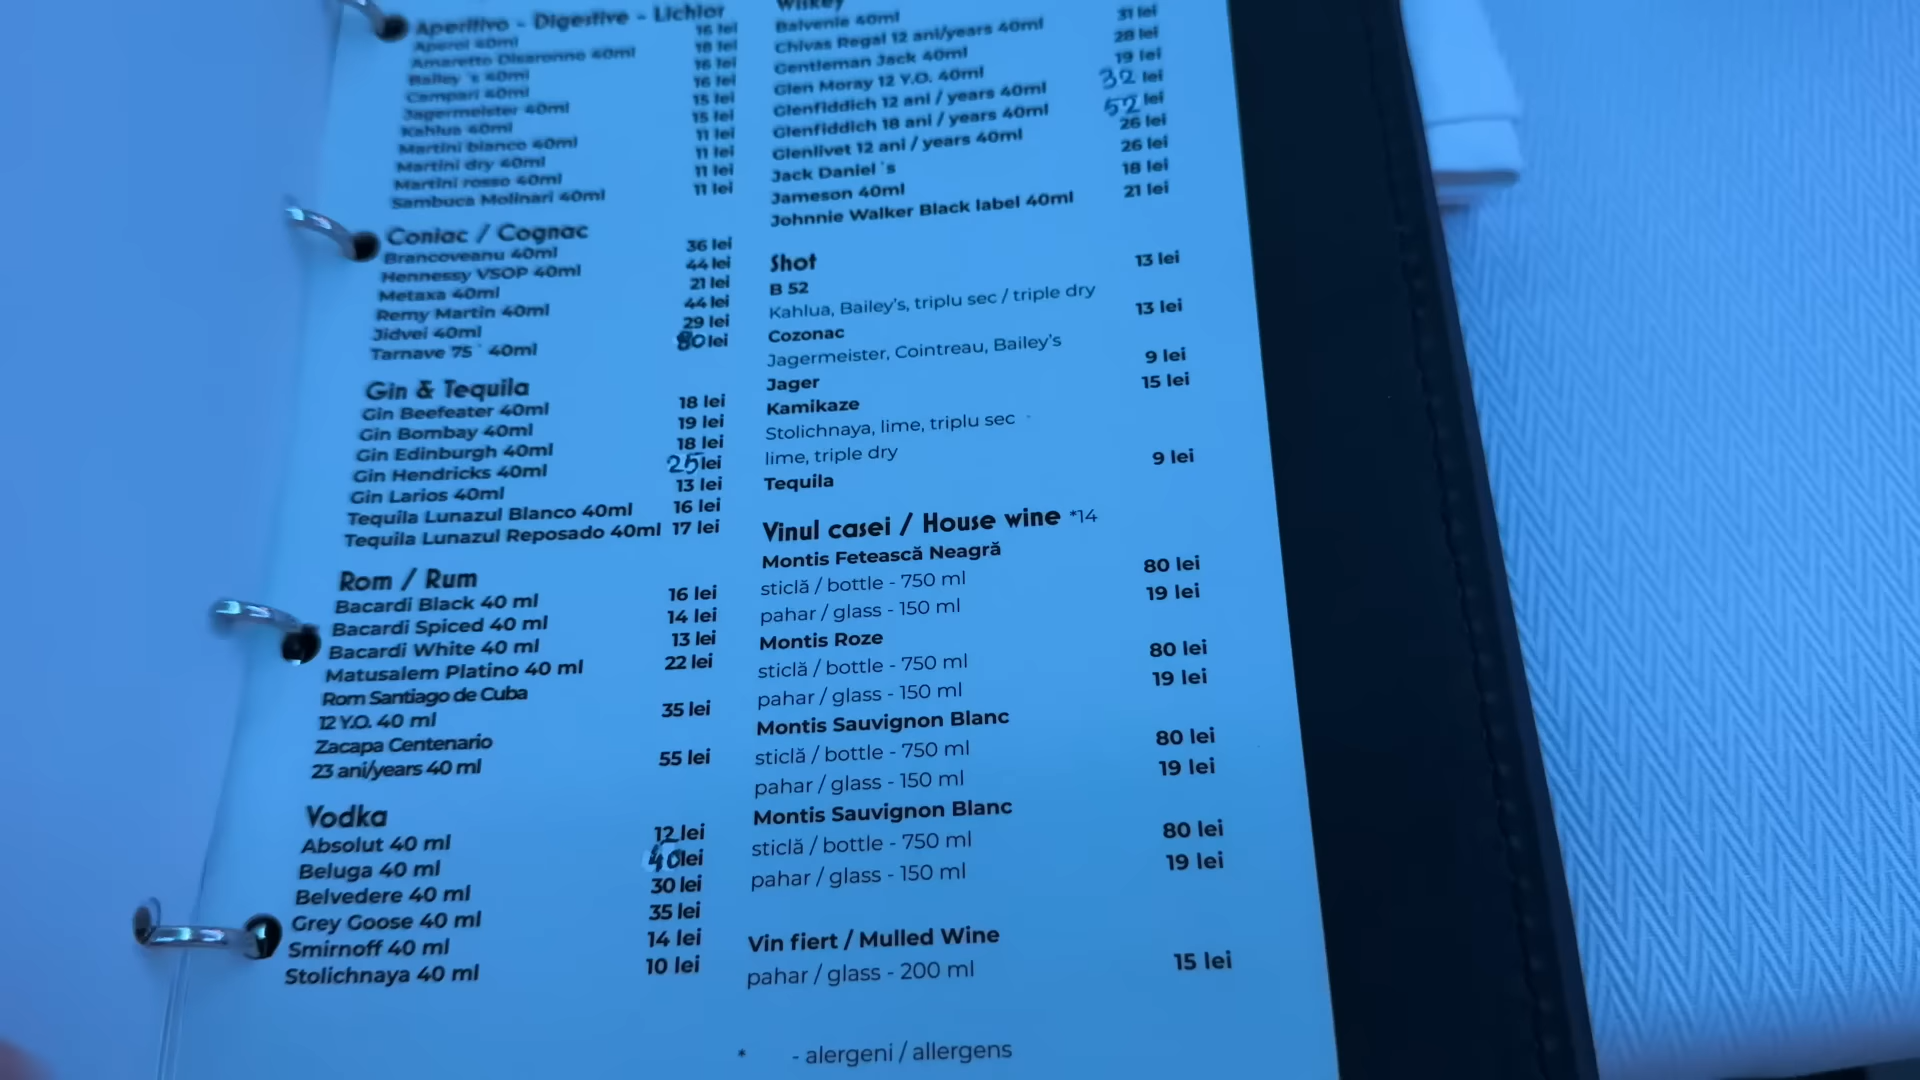 Aperitivo - Digestive - Lichior
Aperol 40ml 16 lei
Amaretto Disaronno 40ml 18 lei
Bailey´s 40ml 16 lei
Campari 40ml 16 lei
Jagermeister 40ml 15 lei
Kahlua 40ml 15 lei
Martini bianco 40ml 11 lei
Martini dry 40ml 11 lei
Martini rosso 40ml 11 lei
Sambuca Molinari 40ml 11 lei
Coniac / Cognac
Brancoveanu 40ml 36 lei
Hennessy VSOP 40ml 44 lei
Metaxa 40ml 21 lei
Remy Martin 40ml 44 lei
Jidvei 40ml 29 lei
Tarnave 75` 40ml 80 lei
Gin & Tequila
Gin Beefeater 40ml 18 lei
Gin Bombay 40ml 19 lei
Gin Edinburgh 40ml 18 lei
Gin Hendricks 40ml 25 lei
Gin Larios 40ml 13 lei
Tequila Lunazul Blanco 40ml 16 lei
Tequila Lunazul Reposado 40ml 17 lei
Rom / Rum
Bacardi Black 40 ml 16 lei
Bacardi Spiced 40 ml 14 lei
Bacardi White 40 ml 13 lei
Matusalem Platino 40 ml 22 lei
Rom Santiago de Cuba
12 Y.O. 40 ml 35 lei
Zacapa Centenario
23 ani/years 40 ml 55 lei
Vodka
Absolut 40 ml 12 lei
Beluga 40 ml 40 lei
Belvedere 40 ml 30 lei
Grey Goose 40 ml 35 lei
Smirnoff 40 ml 14 lei
Stolichnaya 40 ml 10 lei
Wiskey
Balvenie 40ml
Chivas Regal 12 ani/years 40ml 31 lei
Gentleman Jack 40ml 28 lei
Glen Moray 12 Y.O. 40ml 19 lei
Glenfiddich 12 ani / years 40ml 32 lei
Glenfiddich 18 ani / years 40ml 52 lei
Glenlivet 12 ani / years 40ml 26 lei
Jack Daniel´s 26 lei
Jameson 40ml 18 lei
Johnnie Walker Black label 40ml 21 lei
Shot
B 52 13 lei
Kahlua, Bailey's, triplu sec / triple dry
Cozonac 13 lei
Jagermeister, Cointreau, Bailey's
Jager 9 lei
Kamikaze 15 lei
Stolichnaya, lime, triplu sec
lime, triple dry
Tequila 9 lei
Vinul casei / House wine *14
Montis Fetească Neagră
sticlă / bottle - 750 ml 80 lei
pahar / glass - 150 ml 19 lei
Montis Roze
sticlă / bottle - 750 ml 80 lei
pahar / glass - 150 ml 19 lei
Montis Sauvignon Blanc
sticlă / bottle - 750 ml 80 lei
pahar / glass - 150 ml 19 lei
Montis Sauvignon Blanc
sticlă / bottle - 750 ml 80 lei
pahar / glass - 150 ml 19 lei
Vin fiert / Mulled Wine
pahar / glass - 200 ml 15 lei
* - alergeni / allergens